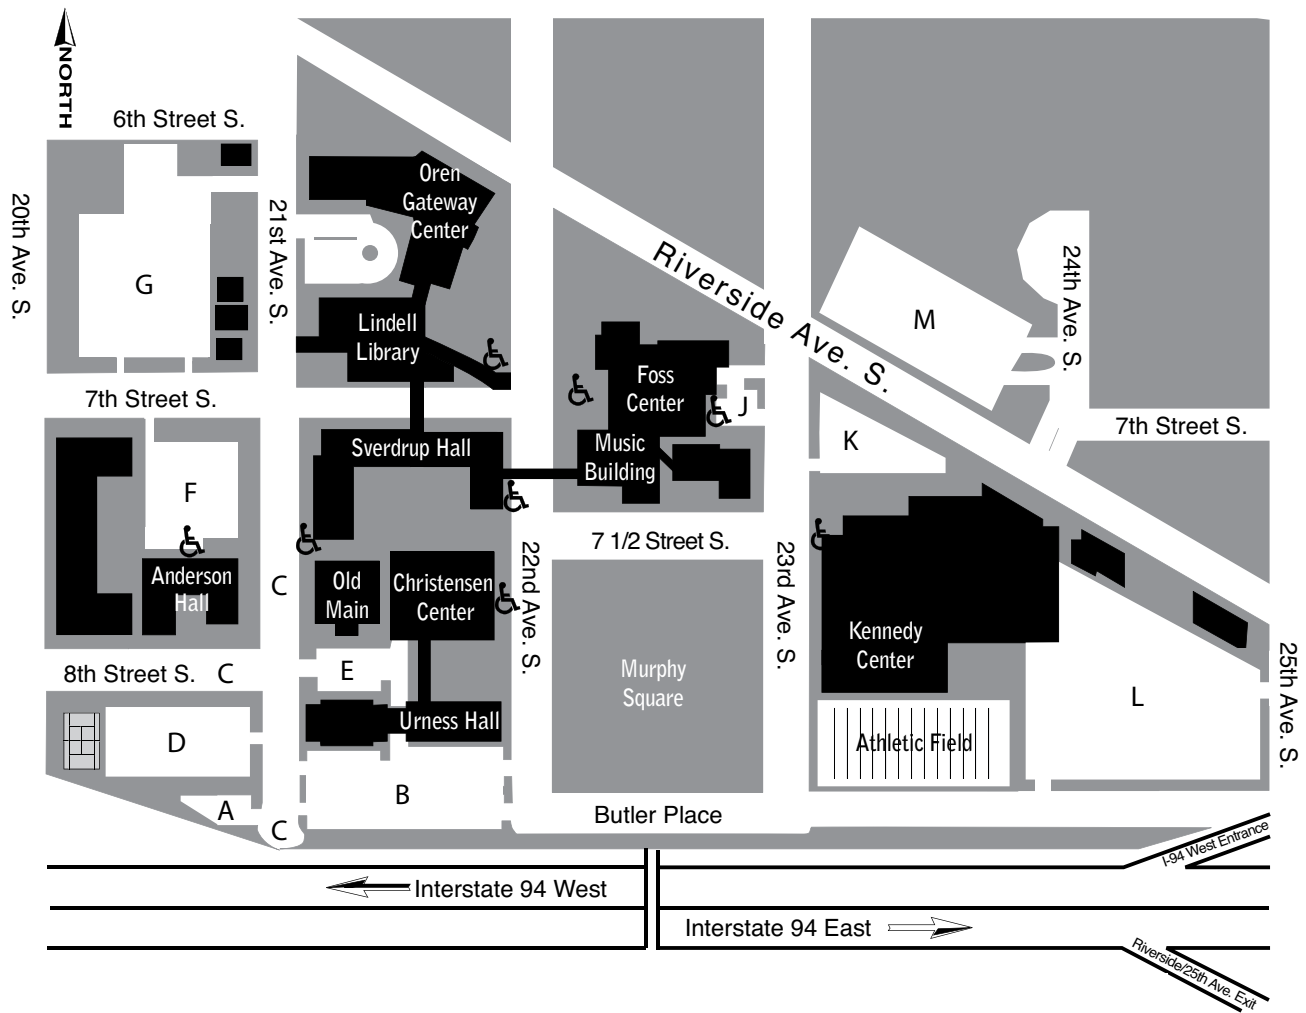 NORTH
6th Street S.
20th Ave. S.
21st Ave. S.
G
Oren
Gateway
Center
Lindell
Library
Riverside Ave. S.
24th Ave. S.
M
7th Street S.
7th Street S.
Foss
Center
J
K
Sverdrup Hall
Music
Building
F
Anderson
Hall
C
Old
Main
Christensen
Center
22nd Ave. S.
7 1/2 Street S.
23rd Ave. S.
Kennedy
Center
8th Street S.
C
E
Murphy
Square
25th Ave. S.
L
D
Urness Hall
Athletic Field
A
B
C
Butler Place
I-94 West Entrance
Interstate 94 West
Interstate 94 East
Riverside/25th Ave. Exit